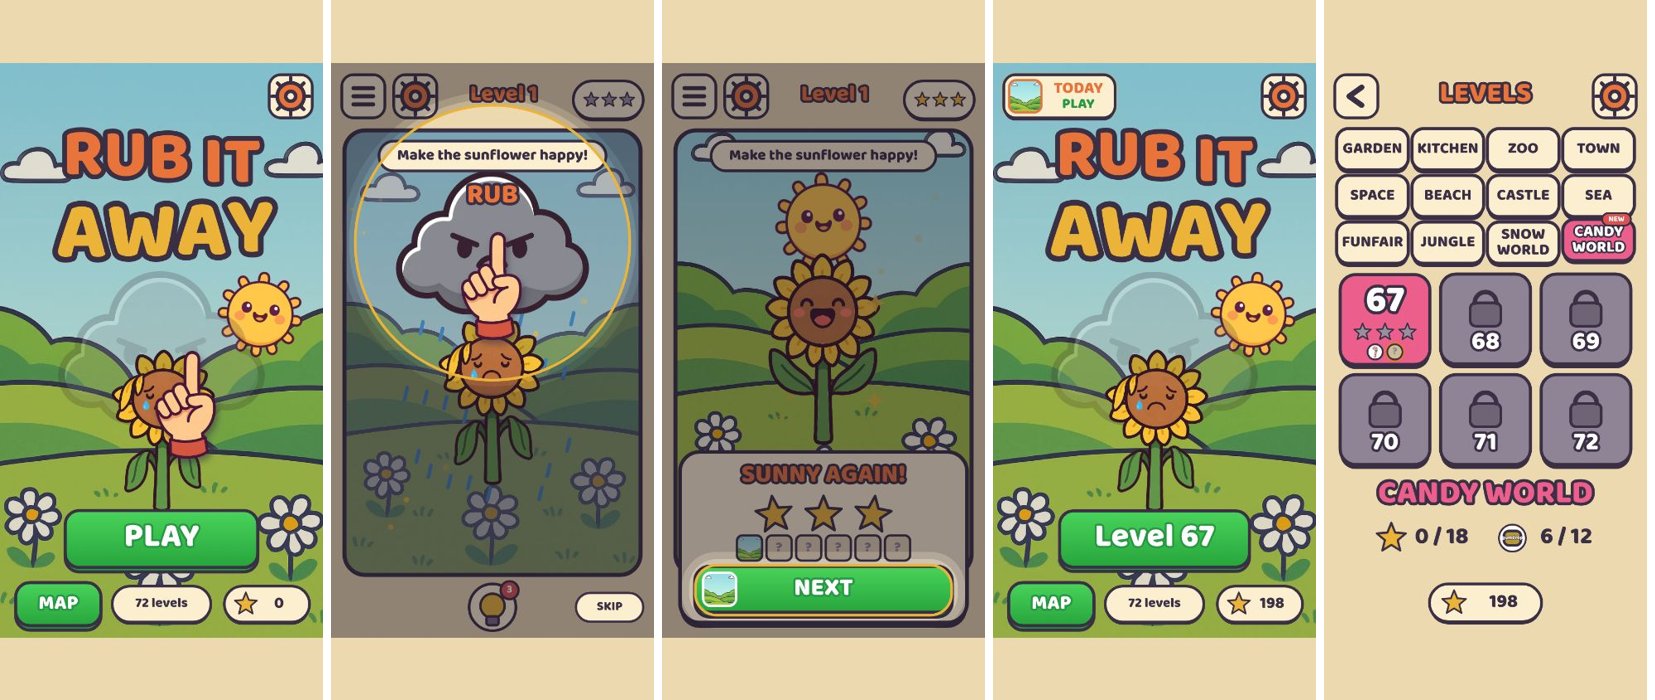 RUB IT
AWAY
PLAY
MAP
72 levels
0
Level 1
Make the sunflower happy!
RUB
3
SKIP
Level 1
Make the sunflower happy!
SUNNY AGAIN!
? ? ? ? ?
NEXT
TODAY
PLAY
RUB IT
AWAY
Level 67
MAP
72 levels
198
LEVELS
GARDEN KITCHEN ZOO TOWN
SPACE BEACH CASTLE SEA
NEW
FUNFAIR JUNGLE SNOW WORLD CANDY WORLD
67 68 69
? ?
70 71 72
CANDY WORLD
0 / 18 6 / 12
198